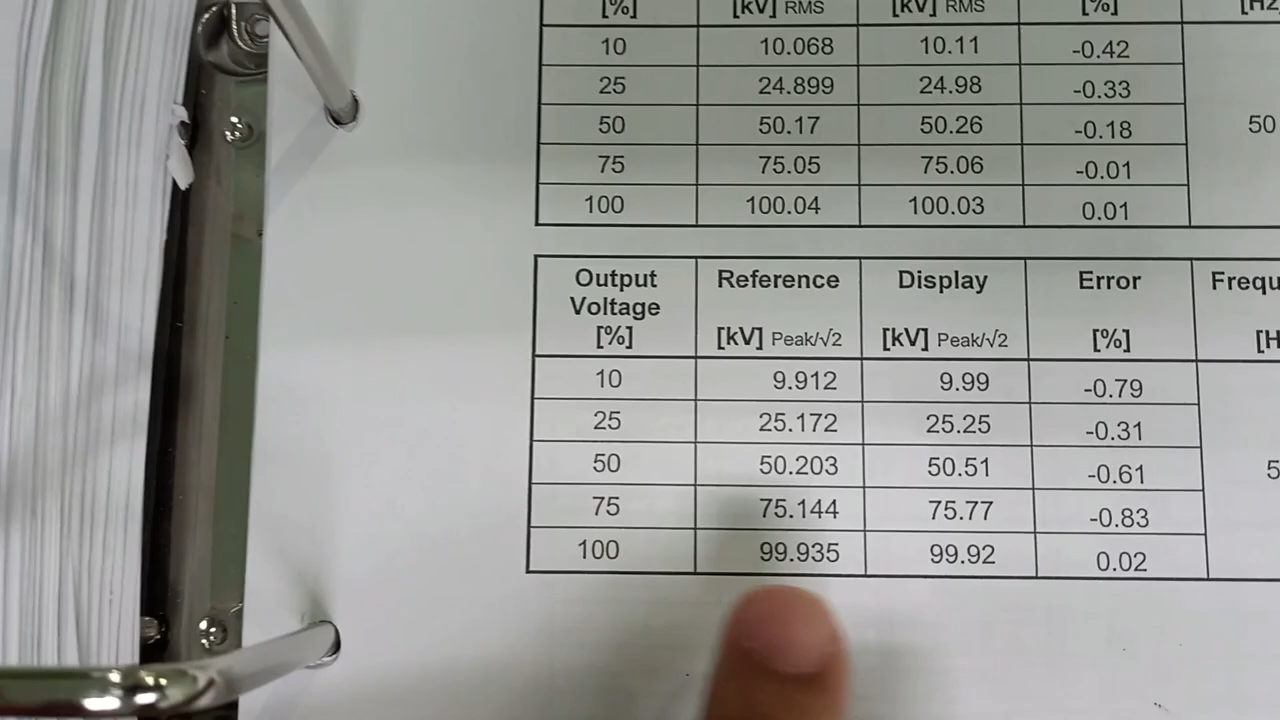 [%] [kV] RMS [kV] RMS [%] [Hz
10 10.068 10.11 -0.42
25 24.899 24.98 -0.33
50 50.17 50.26 -0.18 50
75 75.05 75.06 -0.01
100 100.04 100.03 0.01
Output Reference Display Error Frequ
Voltage
[%] [kV] Peak/√2 [kV] Peak/√2 [%] [H
10 9.912 9.99 -0.79
25 25.172 25.25 -0.31
50 50.203 50.51 -0.61 5
75 75.144 75.77 -0.83
100 99.935 99.92 0.02